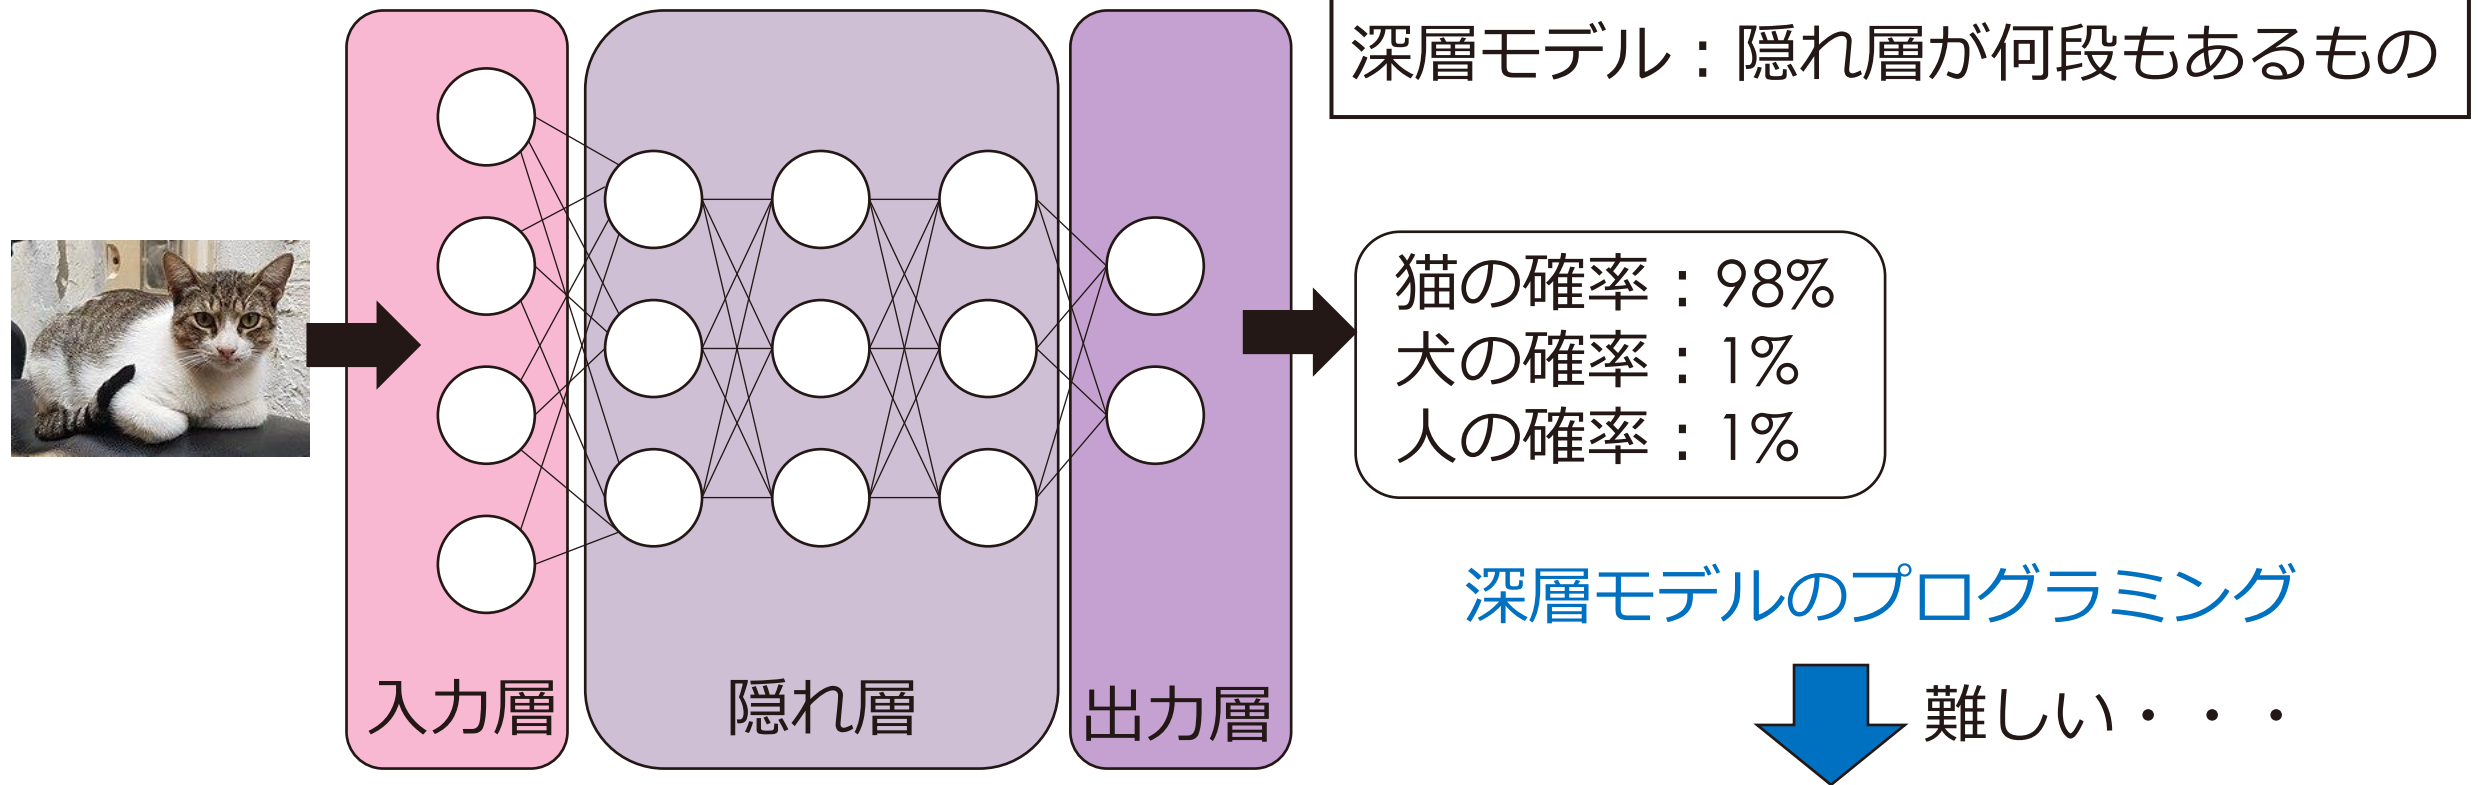 深層モデル：隠れ層が何段もあるもの
猫の確率：98%
犬の確率：1%
人の確率：1%
深層モデルのプログラミング
難しい・・・
入力層
隠れ層
出力層